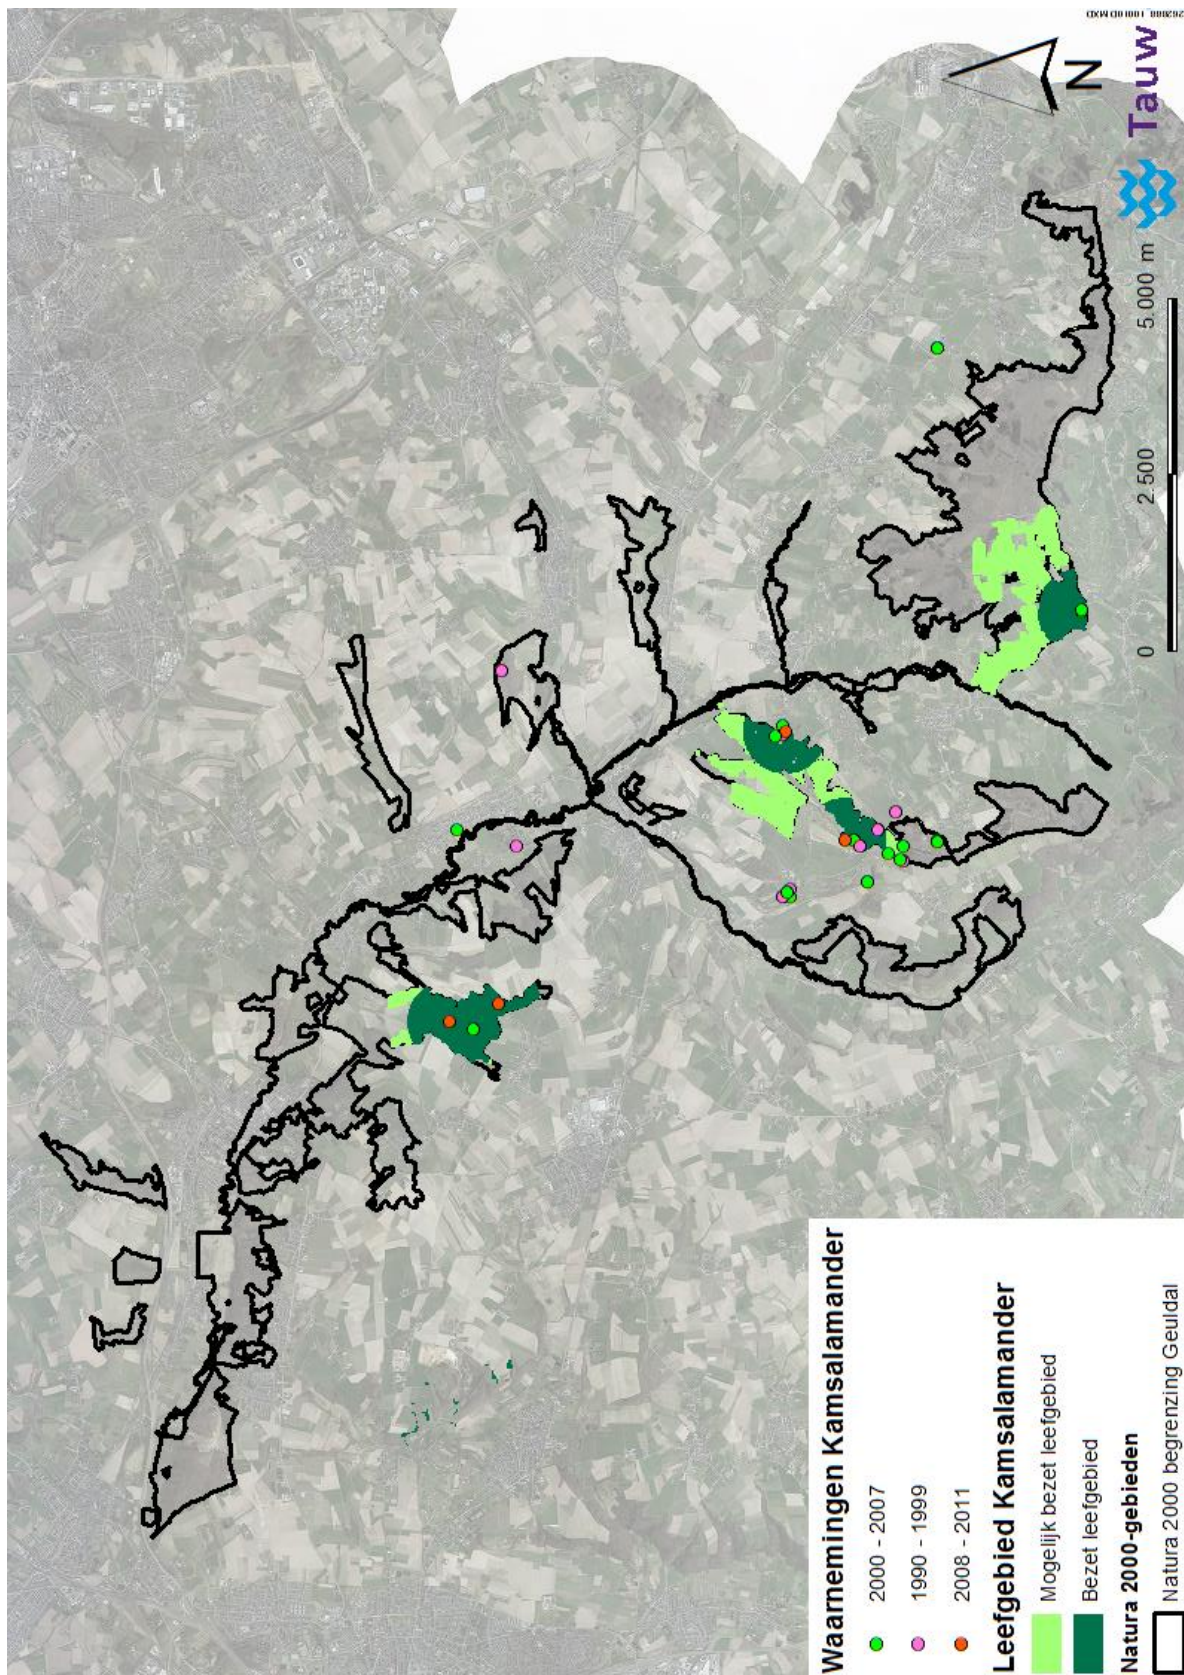 Waarnemingen Kamsalamander
2000 - 2007
1990 - 1999
2008 - 2011
Leefgebied Kamsalamander
Mogelijk bezet leefgebied
Bezet leefgebied
Natura 2000-gebieden
Natura 2000 begrenzing Geuldal
0 2.500 5.000 m
Tauw
N